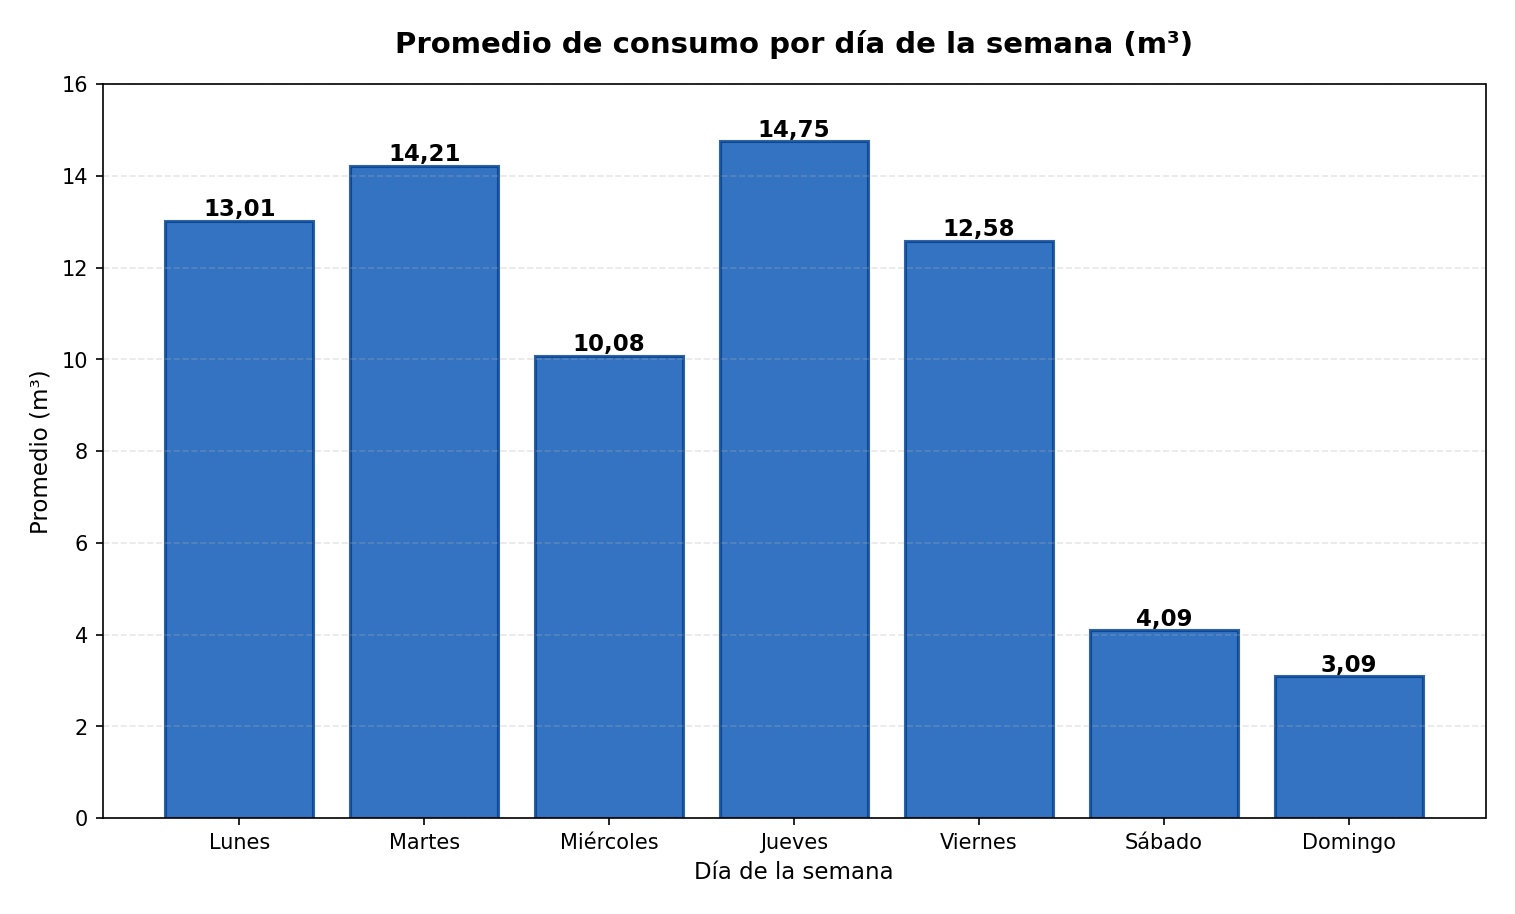 Promedio de consumo por día de la semana (m³)
16
14
12
10
8
6
4
2
0
Promedio (m³)
13,01
14,21
10,08
14,75
12,58
4,09
3,09
Lunes
Martes
Miércoles
Jueves
Viernes
Sábado
Domingo
Día de la semana